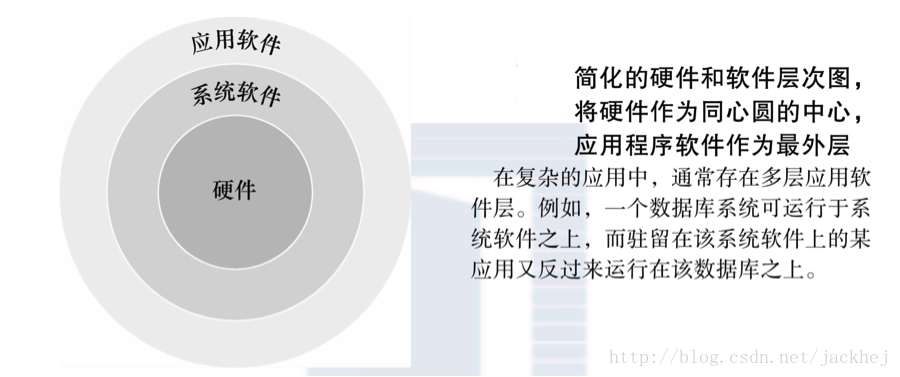 应用软件
系统软件
硬件
简化的硬件和软件层次图，
将硬件作为同心圆的中心，
应用程序软件作为最外层
在复杂的应用中，通常存在多层应用软
件层。例如，一个数据库系统可运行于系
统软件之上，而驻留在该系统软件上的某
应用又反过来运行在该数据库之上。
http://blog.csdn.net/jackhej